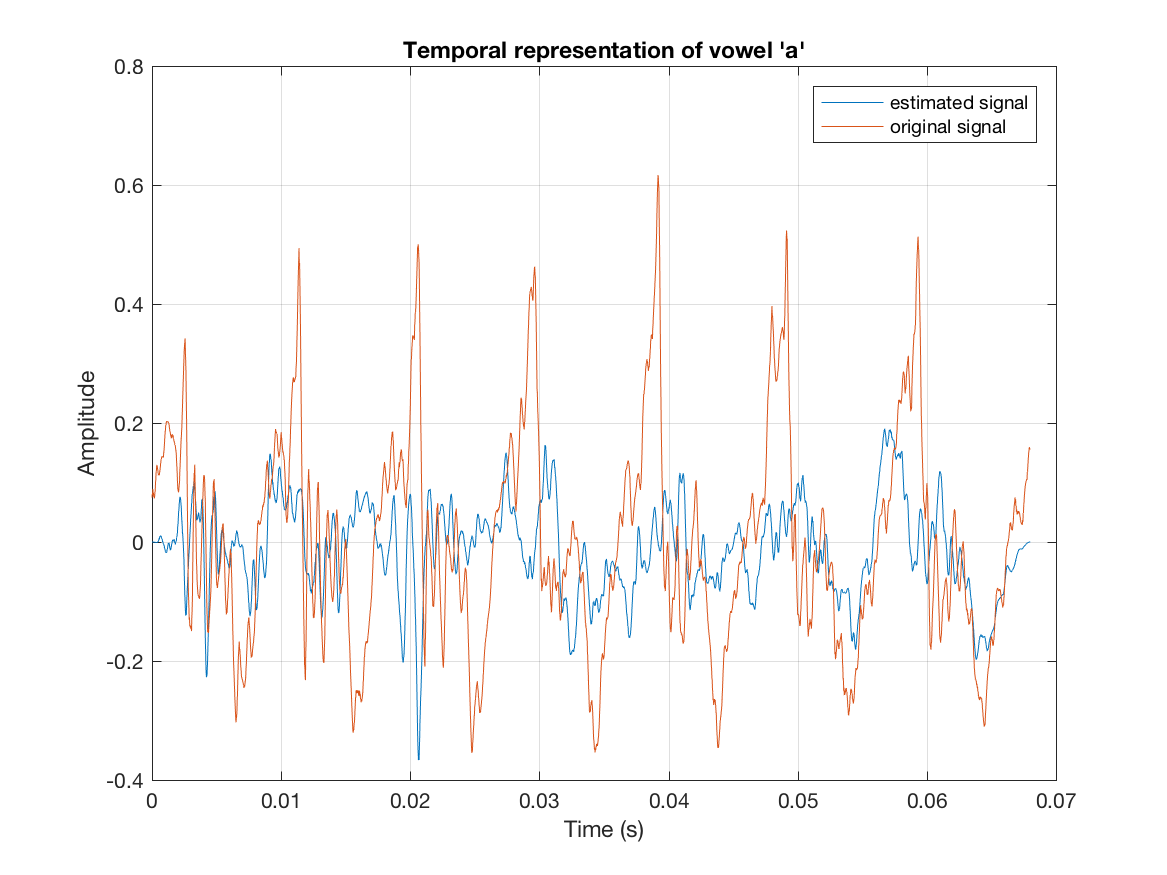 Temporal representation of vowel 'a'
estimated signal
original signal
Amplitude
0.8
0.6
0.4
0.2
0
-0.2
-0.4
0 0.01 0.02 0.03 0.04 0.05 0.06 0.07
Time (s)